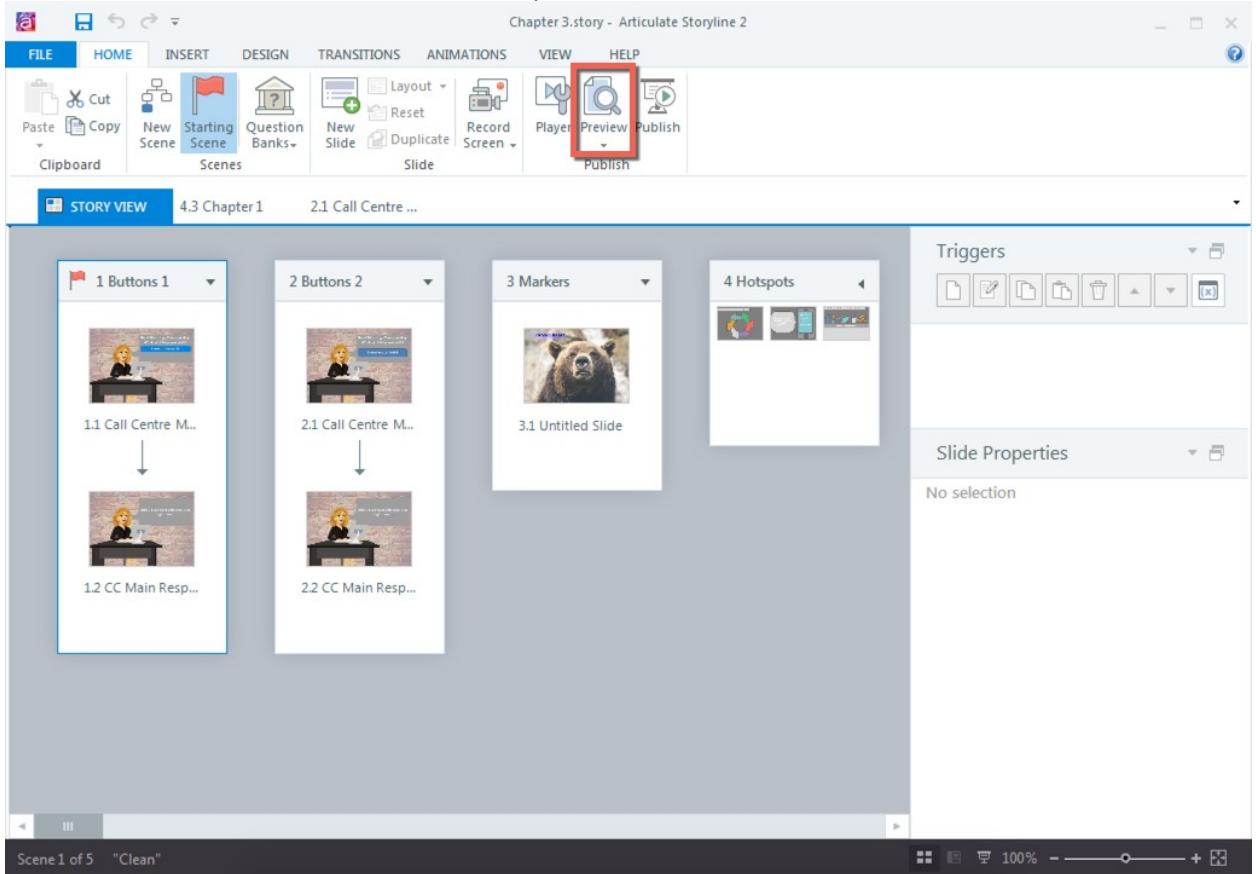 Chapter 3.story - Articulate Storyline 2
FILE HOME INSERT DESIGN TRANSITIONS ANIMATIONS VIEW HELP
Paste Cut Copy
Clipboard
New Scene Starting Scene Question Banks
Scenes
New Slide Layout Reset Duplicate Record Screen
Slide
Player Preview Publish
Publish
STORY VIEW 4.3 Chapter 1 2.1 Call Centre ...
1 Buttons 1
1.1 Call Centre M...
1.2 CC Main Resp...
2 Buttons 2
2.1 Call Centre M...
2.2 CC Main Resp...
3 Markers
3.1 Untitled Slide
4 Hotspots
Triggers
Slide Properties
No selection
Scene 1 of 5 "Clean" 100%